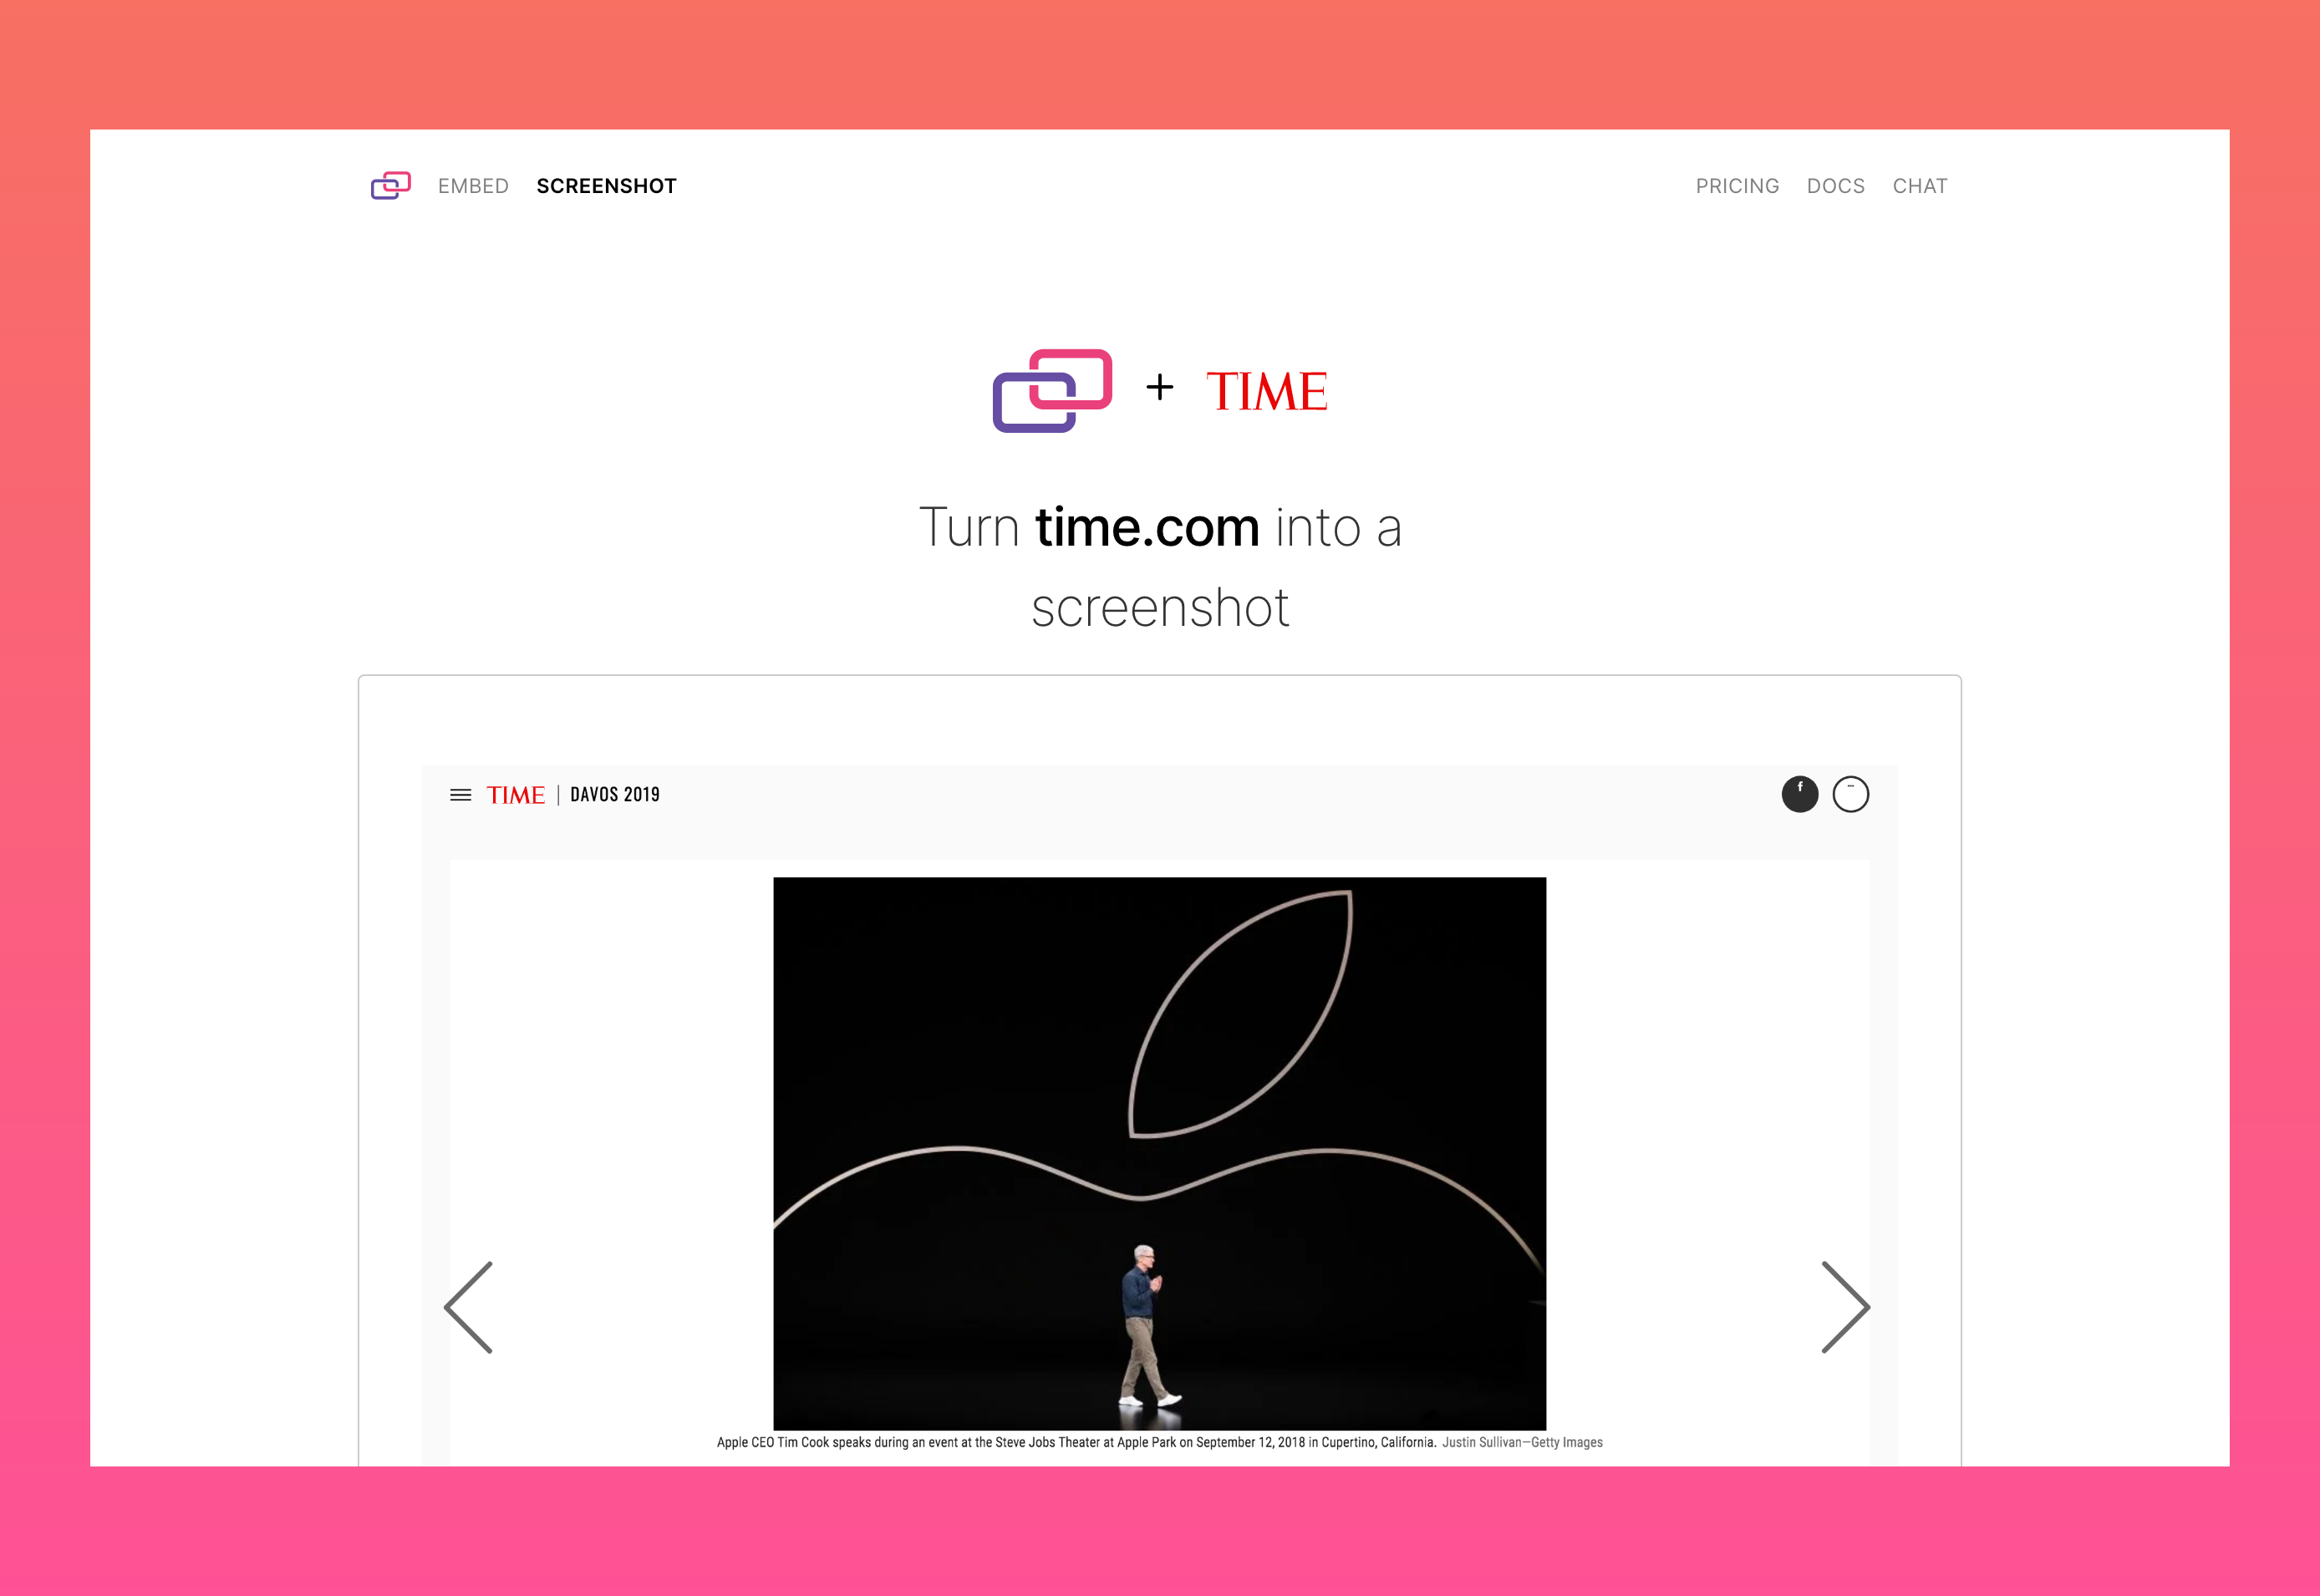 EMBED SCREENSHOT PRICING DOCS CHAT
+ TIME
Turn time.com into a
screenshot
TIME | DAVOS 2019 f
Apple CEO Tim Cook speaks during an event at the Steve Jobs Theater at Apple Park on September 12, 2018 in Cupertino, California. Justin Sullivan—Getty Images